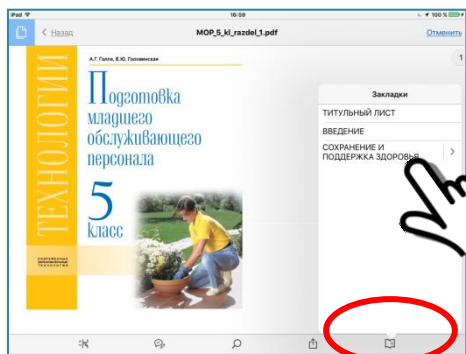 iPad
16:59
100 %
Назад
MOP_5_kl_razdel_1.pdf
Отменить
1
А.Г. Галле, Е.Ю. Головинская
ТЕХНОЛОГИИ
Подготовка
младшего
обслуживающего
персонала
5
класс
Закладки
ТИТУЛЬНЫЙ ЛИСТ
ВВЕДЕНИЕ
СОХРАНЕНИЕ И
ПОДДЕРЖКА ЗДОРОВЬЯ